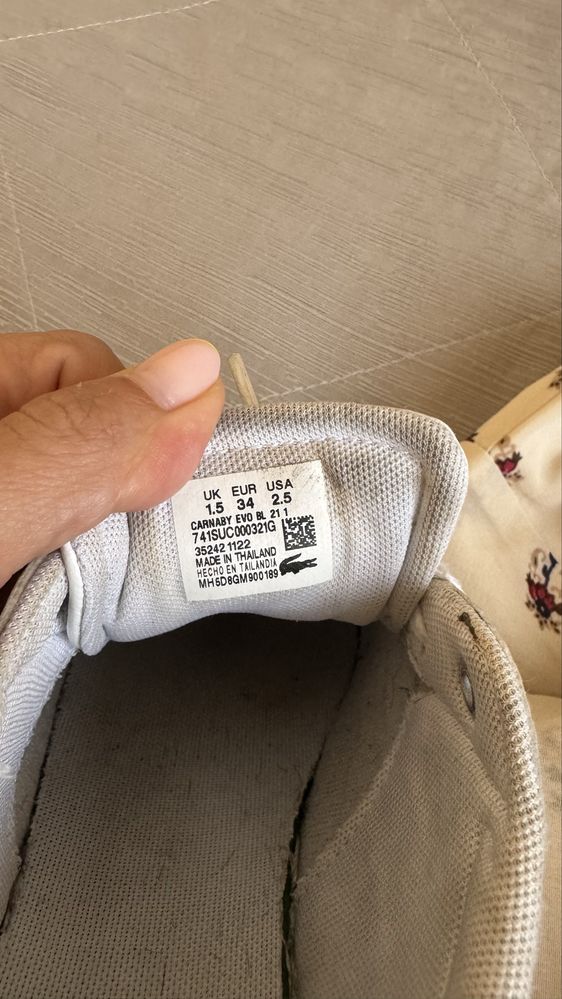 UK EUR USA
1.5 34 2.5
CARNABY EVO BL 21 1
741SUC000321G
35242 1122
MADE IN THAILAND
HECHO EN TAILANDIA
MH6D8GM900189